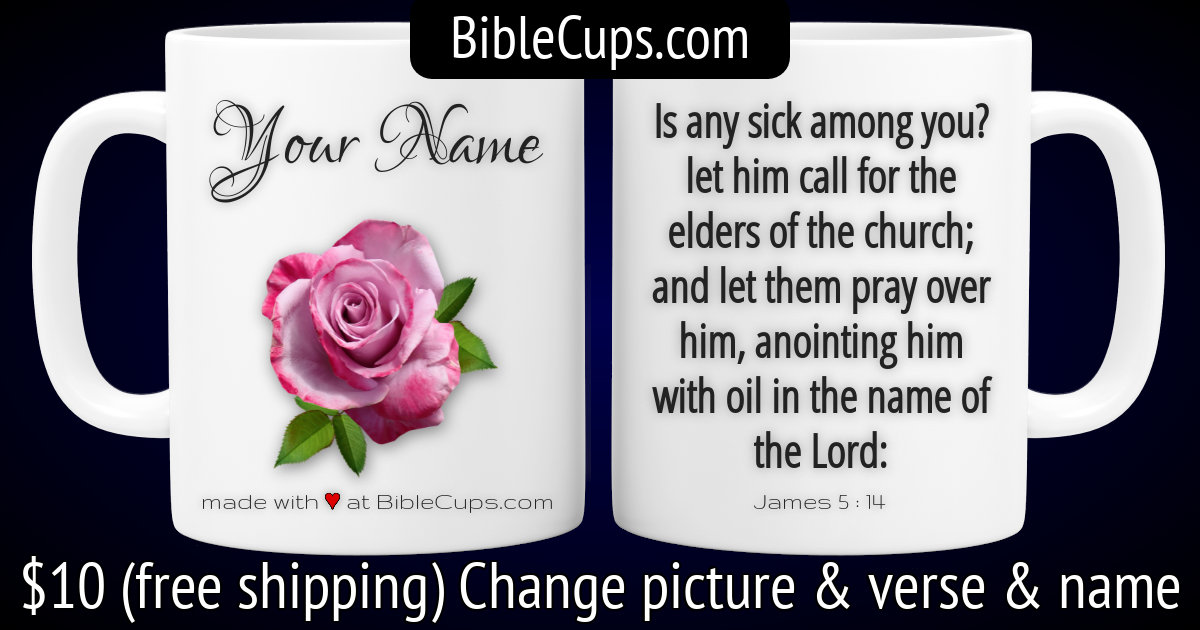 BibleCups.com
Your Name
made with ♥ at BibleCups.com
Is any sick among you?
let him call for the
elders of the church;
and let them pray over
him, anointing him
with oil in the name of
the Lord:
James 5 : 14
$10 (free shipping) Change picture & verse & name